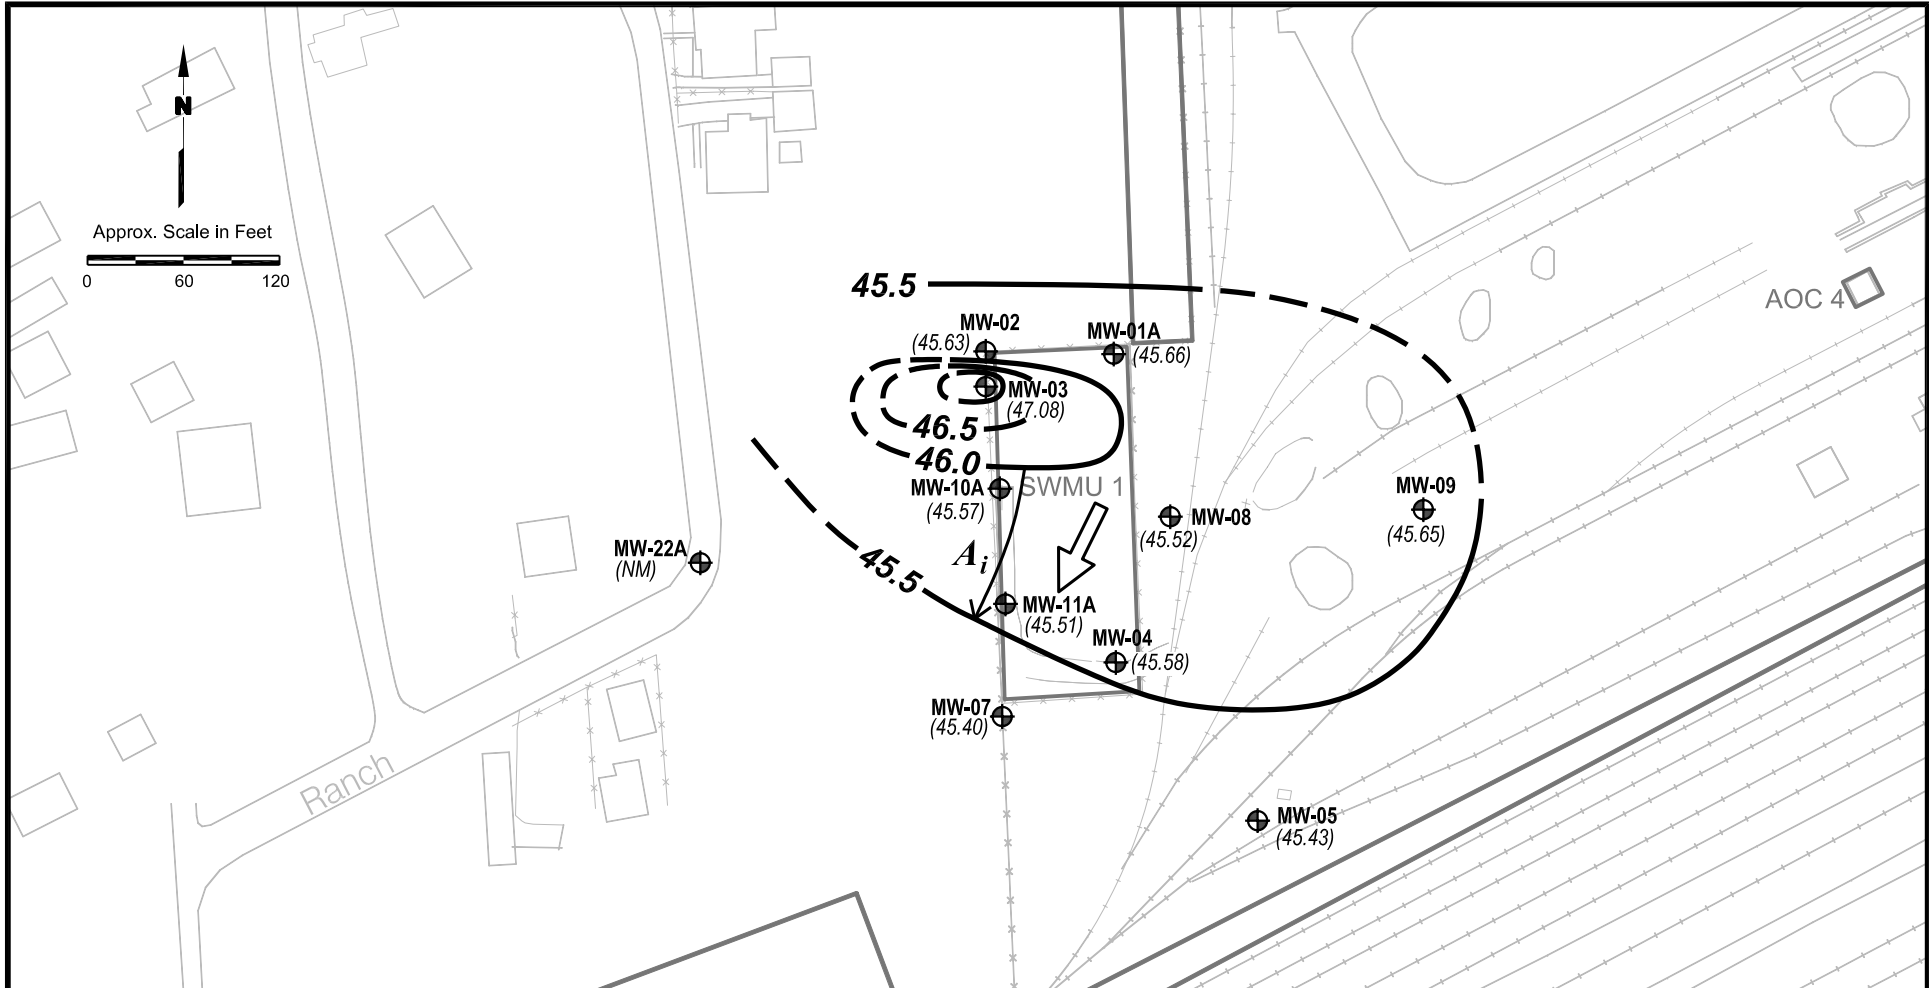 N
Approx. Scale in Feet
0 60 120
45.5
MW-02
(45.63)
MW-01A
(45.66)
AOC 4
MW-03
(47.08)
46.5
46.0
MW-10A
(45.57)
SWMU 1
MW-08
(45.52)
MW-09
(45.65)
MW-22A
(NM)
45.5
Ai
MW-11A
(45.51)
MW-04
(45.58)
MW-07
(45.40)
Ranch
MW-05
(45.43)